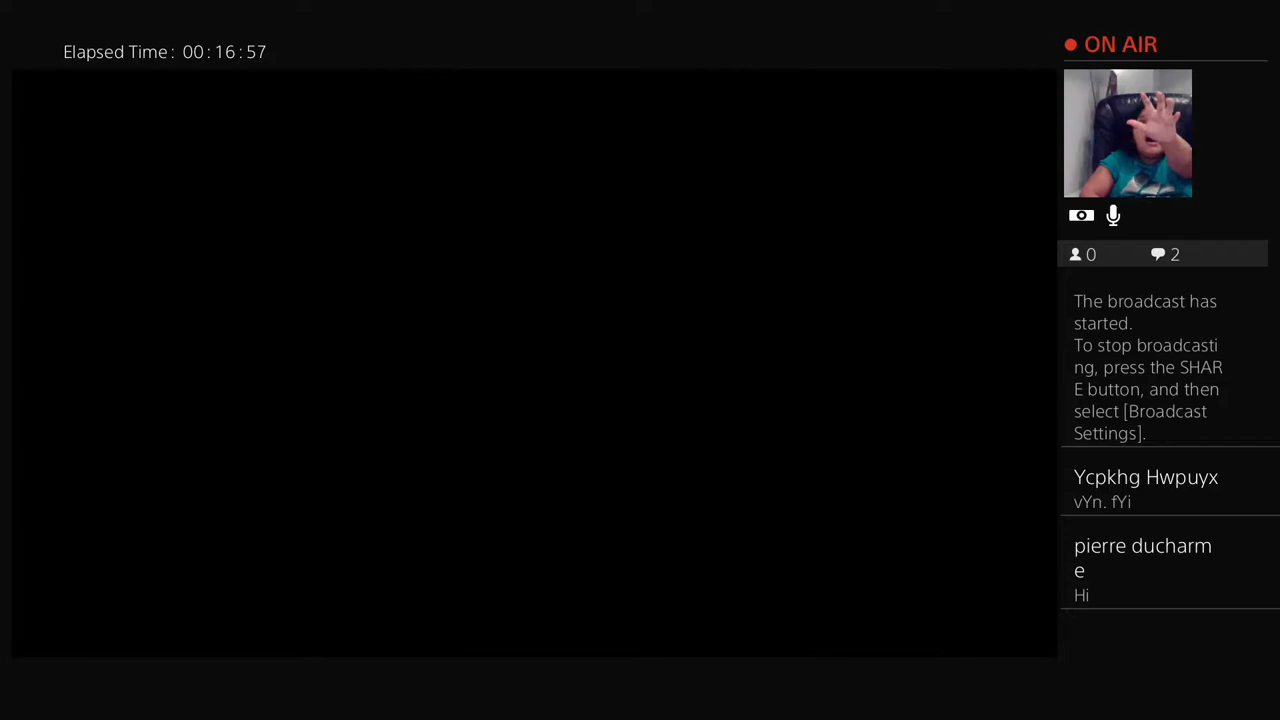 Elapsed Time: 00:16:57
ON AIR
0 2
The broadcast has
started.
To stop broadcasti
ng, press the SHAR
E button, and then
select [Broadcast
Settings].
Ycpkhg Hwpuyx
vYn. fYi
pierre ducharm
e
Hi